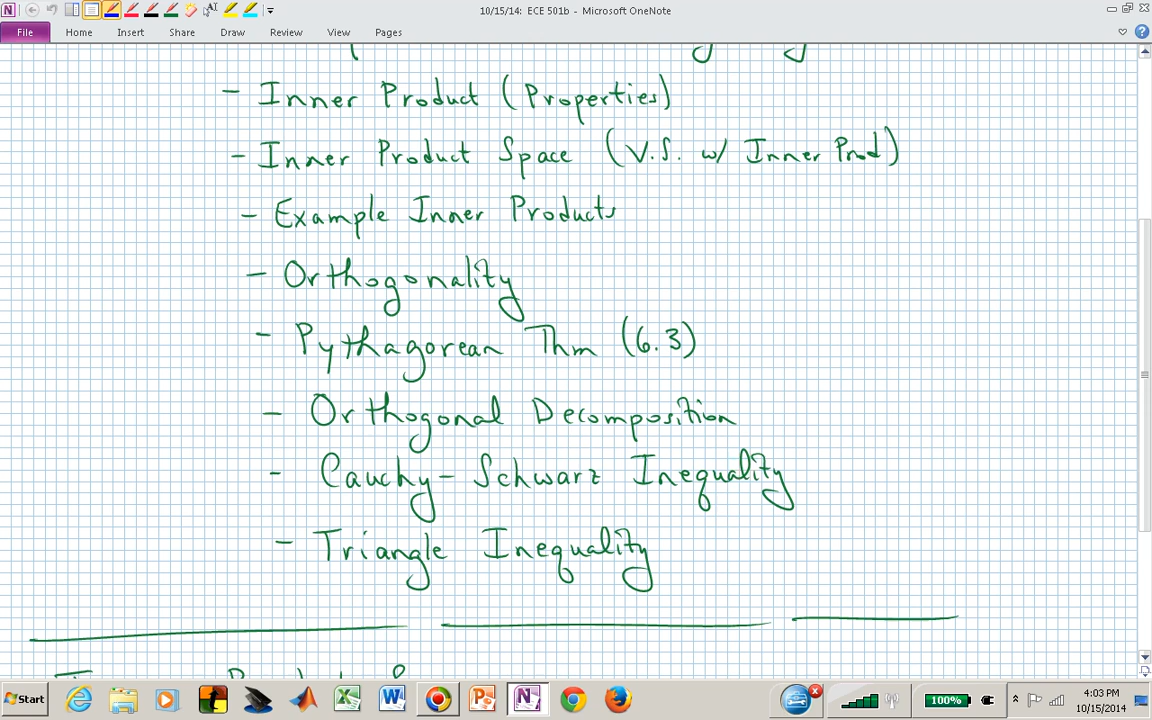 10/15/14: ECE 501b - Microsoft OneNote
File Home Insert Share Draw Review View Pages
- Inner Product (Properties)
- Inner Product Space (V.S. w/ Inner Prod)
- Example Inner Products
- Orthogonality
- Pythagorean Thm (6.3)
- Orthogonal Decomposition
- Cauchy-Schwarz Inequality
- Triangle Inequality
Start
100%
4:03 PM
10/15/2014